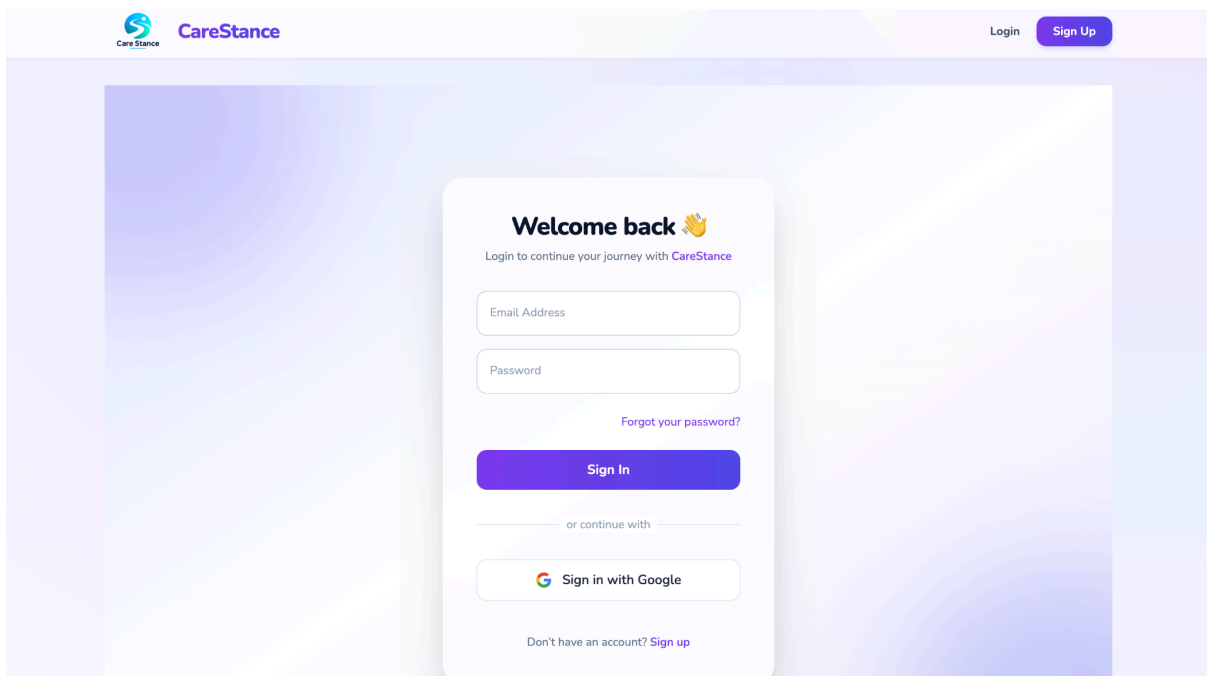 Care Stance
CareStance
Login
Sign Up
Welcome back 👋
Login to continue your journey with CareStance
Email Address
Password
Forgot your password?
Sign In
or continue with
Sign in with Google
Don't have an account? Sign up